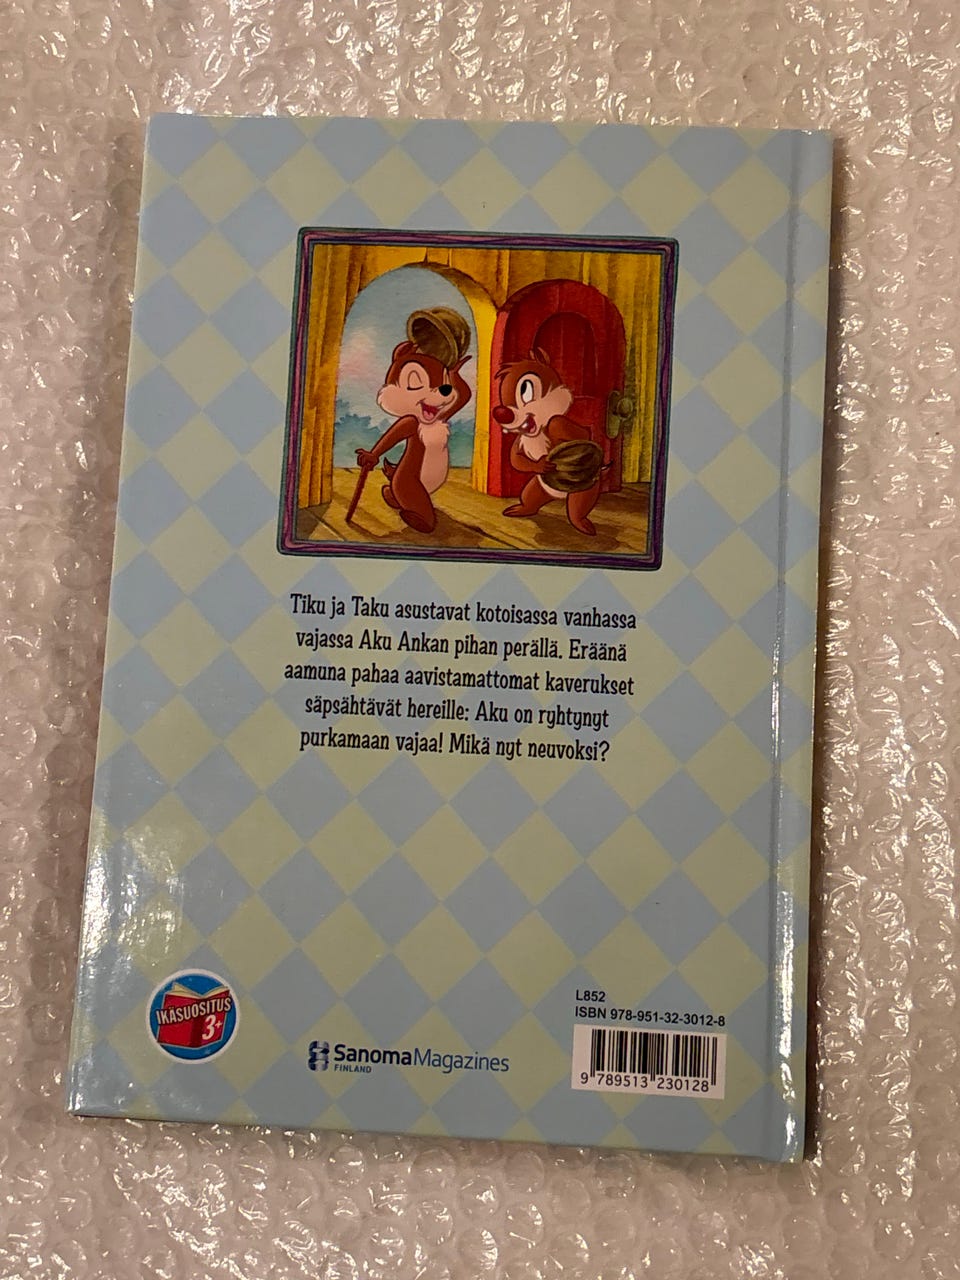 Tiku ja Taku asustavat kotoisassa vanhassa
vajassa Aku Ankan pihan perällä. Eräänä
aamuna pahaa aavistamattomat kaverukset
säpsähtävät hereille: Aku on ryhtynyt
purkamaan vajaa! Mikä nyt neuvoksi?
IKÄSUOSITUS
3+
SanomaMagazines
FINLAND
L852
ISBN 978-951-32-3012-8
9 789513 230128